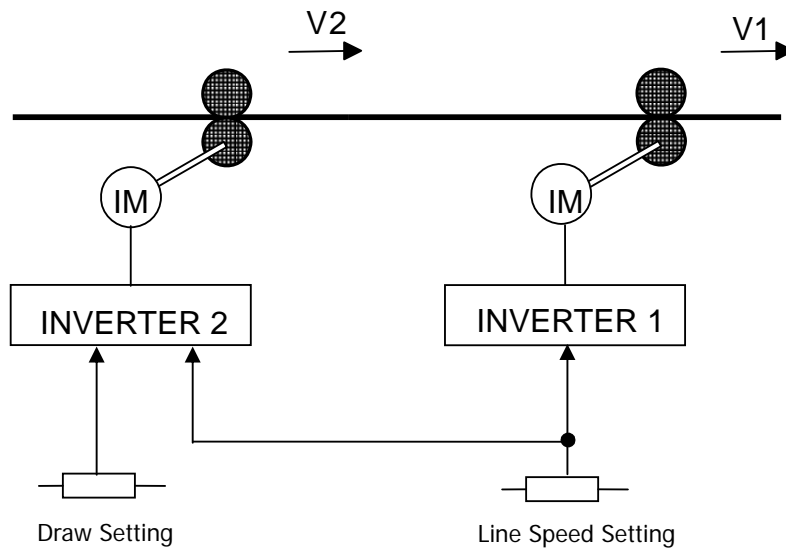 V2
V1
IM
IM
INVERTER 2
INVERTER 1
Draw Setting
Line Speed Setting